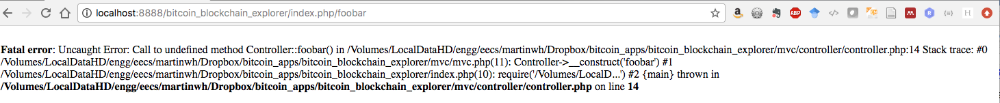 localhost:8888/bitcoin_blockchain_explorer/index.php/foobar
Fatal error: Uncaught Error: Call to undefined method Controller::foobar() in /Volumes/LocalDataHD/engg/eecs/martinwh/Dropbox/bitcoin_apps/bitcoin_blockchain_explorer/mvc/controller/controller.php:14 Stack trace: #0
/Volumes/LocalDataHD/engg/eecs/martinwh/Dropbox/bitcoin_apps/bitcoin_blockchain_explorer/mvc/mvc.php(11): Controller->__construct('foobar') #1
/Volumes/LocalDataHD/engg/eecs/martinwh/Dropbox/bitcoin_apps/bitcoin_blockchain_explorer/index.php(10): require('/Volumes/LocalD...') #2 {main} thrown in
/Volumes/LocalDataHD/engg/eecs/martinwh/Dropbox/bitcoin_apps/bitcoin_blockchain_explorer/mvc/controller/controller.php on line 14